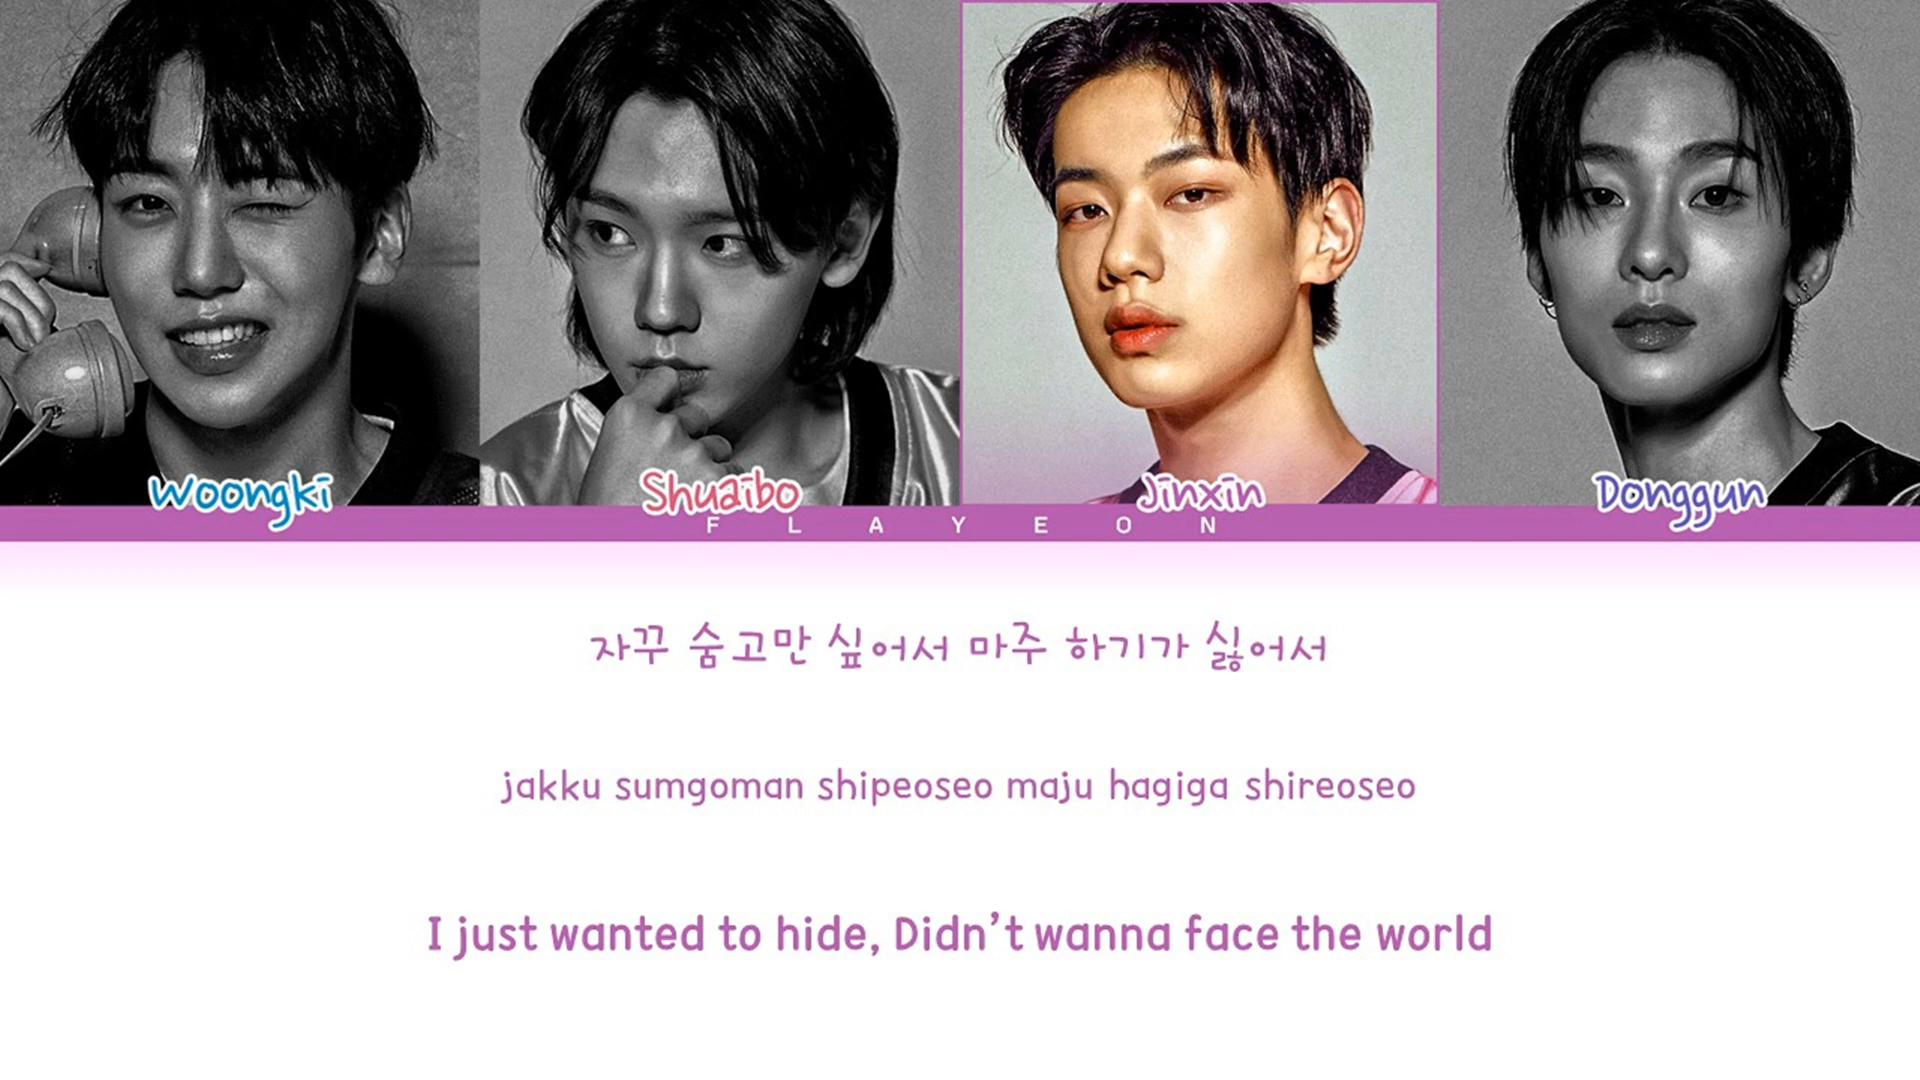 Woongki
Shuaibo
Jinxin
Donggun
FLAYEON
자꾸 숨고만 싶어서 마주 하기가 싫어서
jakku sumgoman shipeoseo maju hagiga shireoseo
I just wanted to hide, Didn't wanna face the world